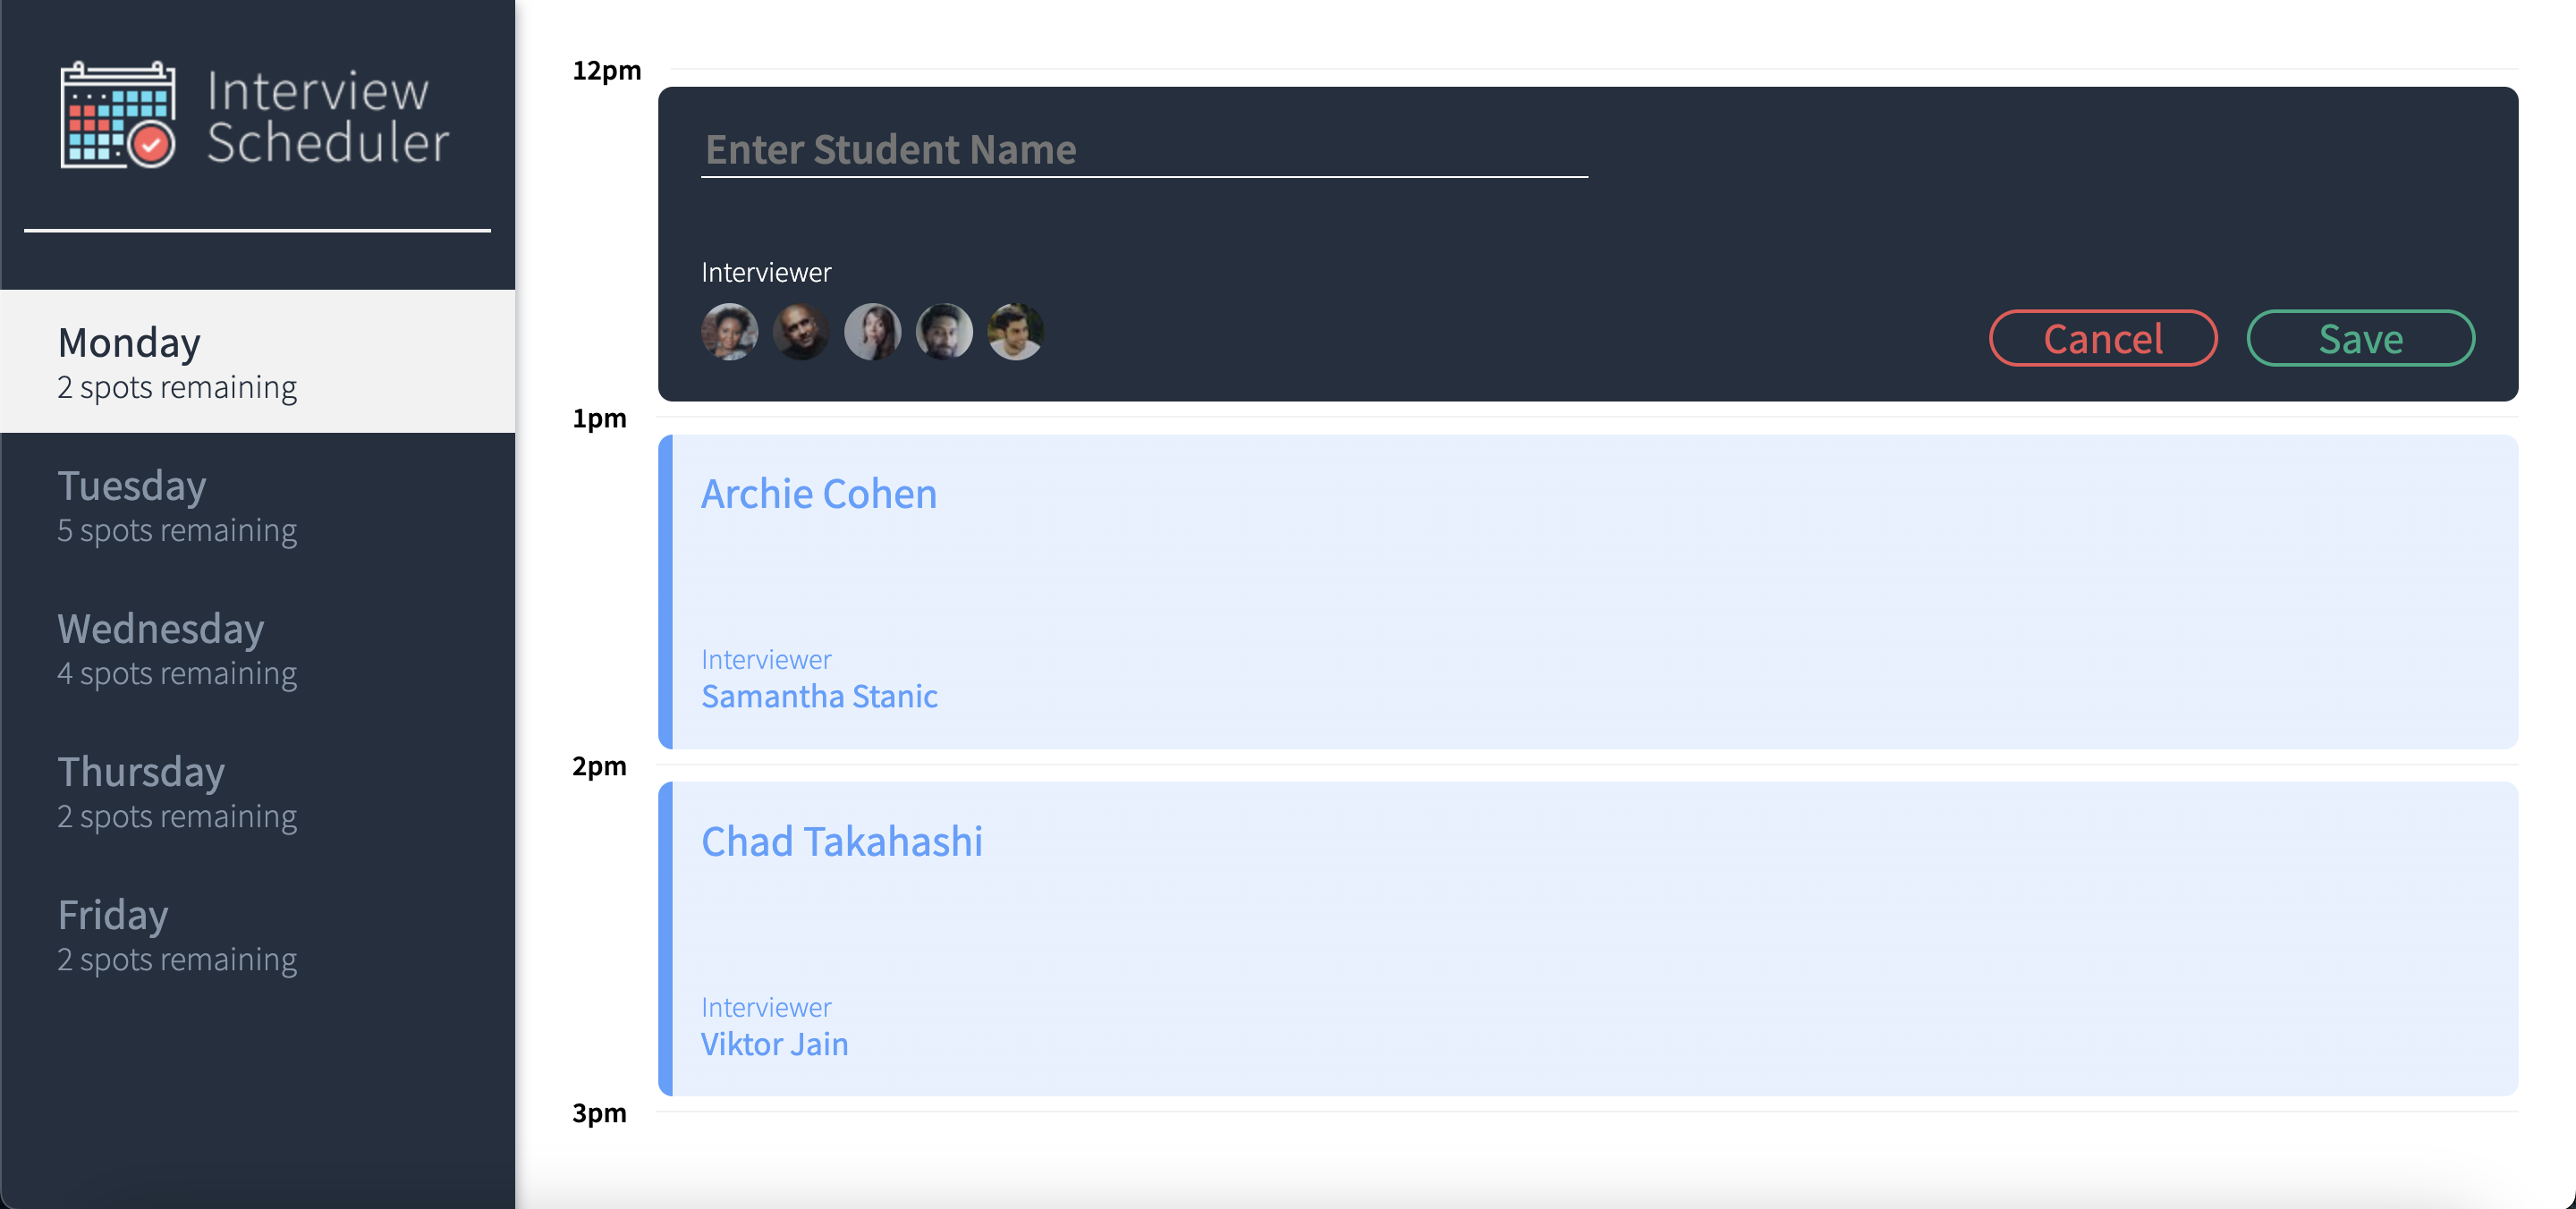 Interview
Scheduler
Monday
2 spots remaining
Tuesday
5 spots remaining
Wednesday
4 spots remaining
Thursday
2 spots remaining
Friday
2 spots remaining
12pm
Enter Student Name
Interviewer
Cancel Save
1pm
Archie Cohen
Interviewer
Samantha Stanic
2pm
Chad Takahashi
Interviewer
Viktor Jain
3pm